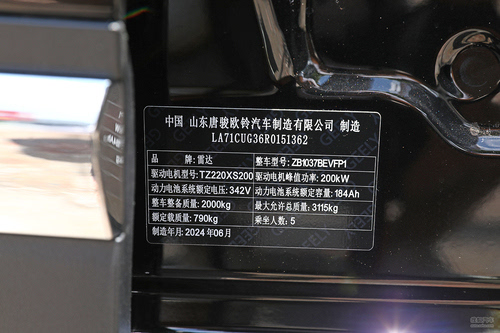 中国 山东唐骏欧铃汽车制造有限公司 制造
LA71CUG36R0151362
品牌：雷达 整车型号：ZB1037BEVFP1
驱动电机型号：TZ220XS200 驱动电机峰值功率：200kW
动力电池系统额定电压：342V 动力电池系统额定容量：184Ah
整车整备质量：2000kg 最大允许总质量：3115kg
额定载质量：790kg 乘坐人数：5
制造年月：2024年06月